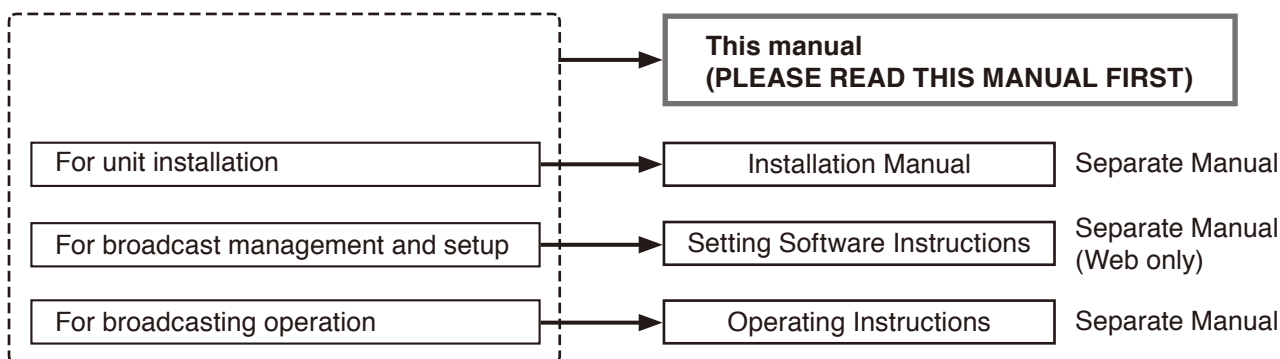 This manual
(PLEASE READ THIS MANUAL FIRST)
For unit installation
Installation Manual
Separate Manual
For broadcast management and setup
Setting Software Instructions
Separate Manual
(Web only)
For broadcasting operation
Operating Instructions
Separate Manual